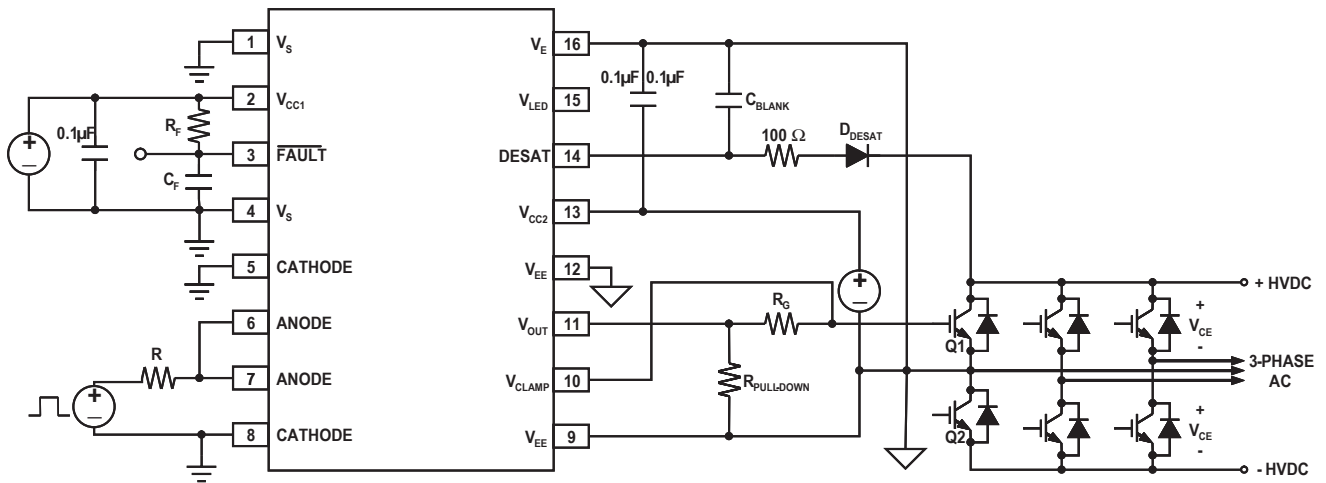 1 V_S
2 V_CC1
3 FAULT
4 V_S
5 CATHODE
6 ANODE
7 ANODE
8 CATHODE
V_E 16
V_LED 15
DESAT 14
V_CC2 13
V_EE 12
V_OUT 11
V_CLAMP 10
V_EE 9
+
–
0.1µF
R_F
C_F
R
+
–
0.1µF 0.1µF
C_BLANK
100 Ω
D_DESAT
+
–
R_G
R_PULL-DOWN
Q1
Q2
+ HVDC
+
V_CE
-
3-PHASE
AC
+
V_CE
-
- HVDC